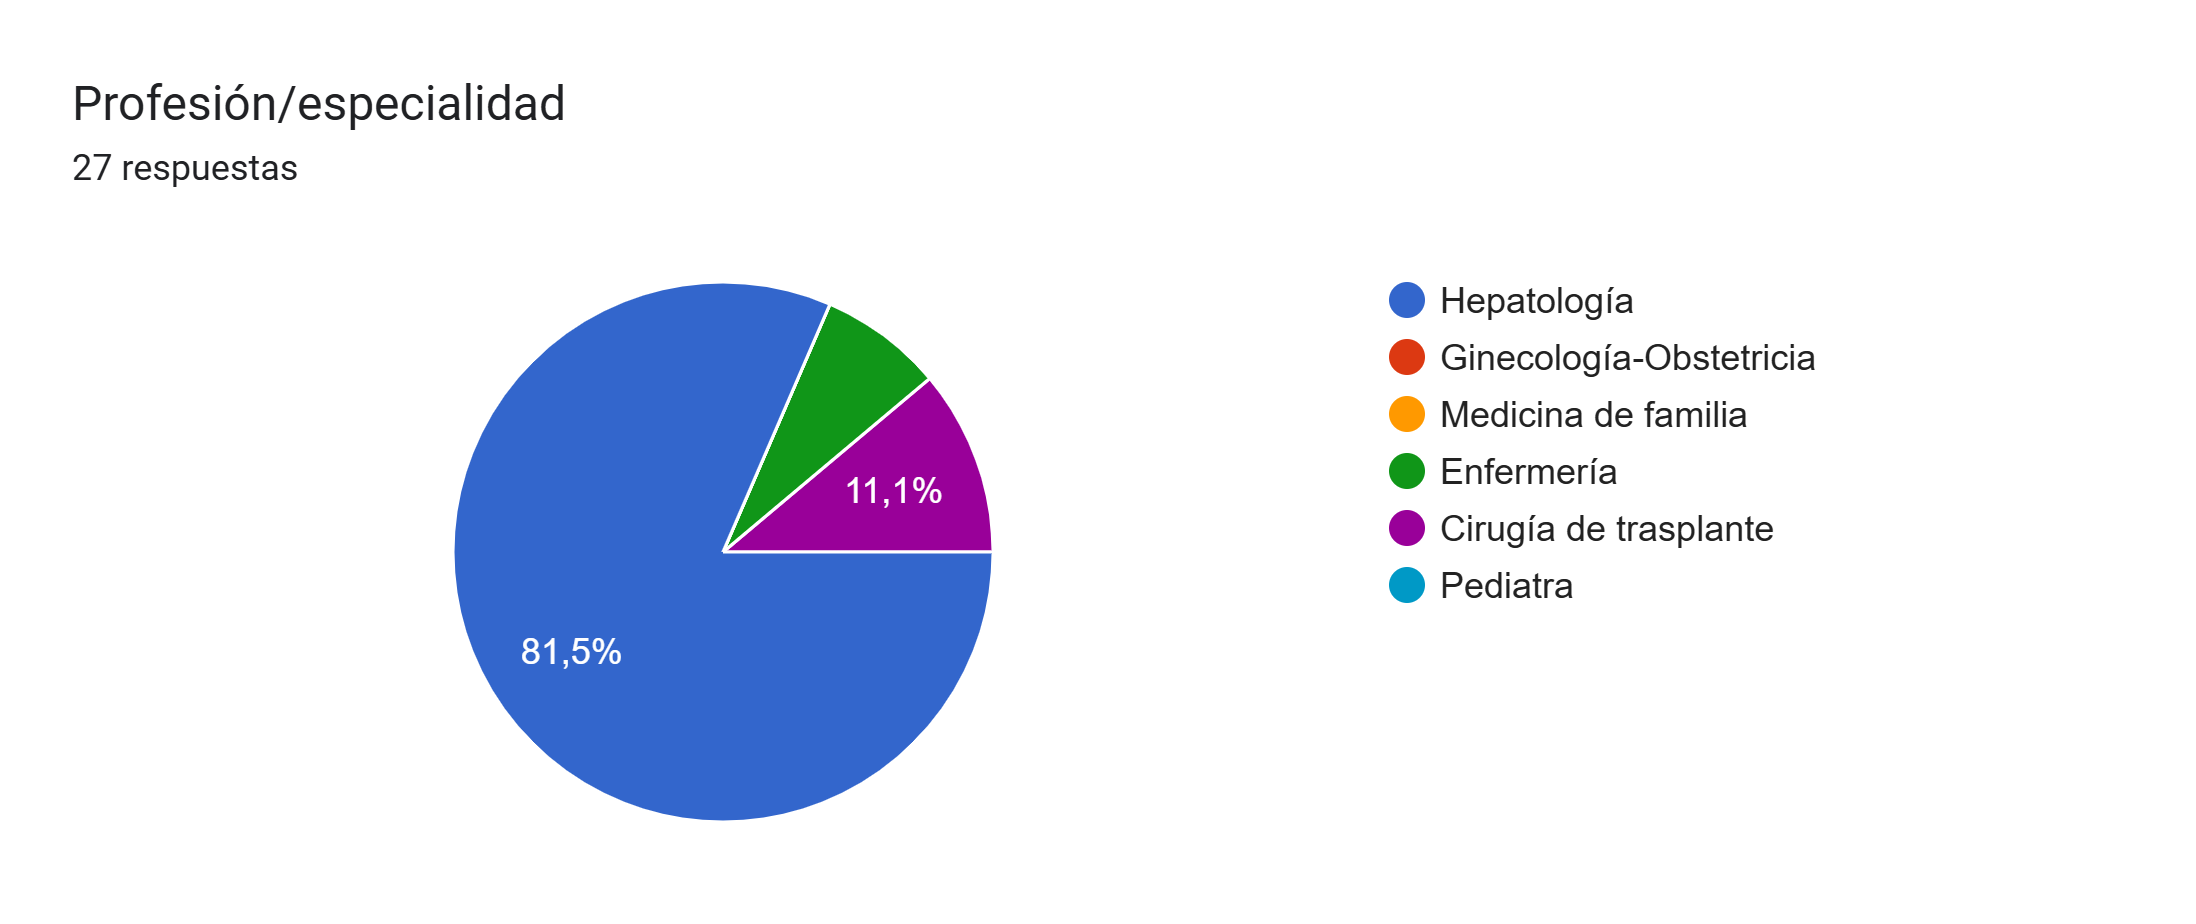 Profesión/especialidad
27 respuestas
11,1%
81,5%
Hepatología
Ginecología-Obstetricia
Medicina de familia
Enfermería
Cirugía de trasplante
Pediatra